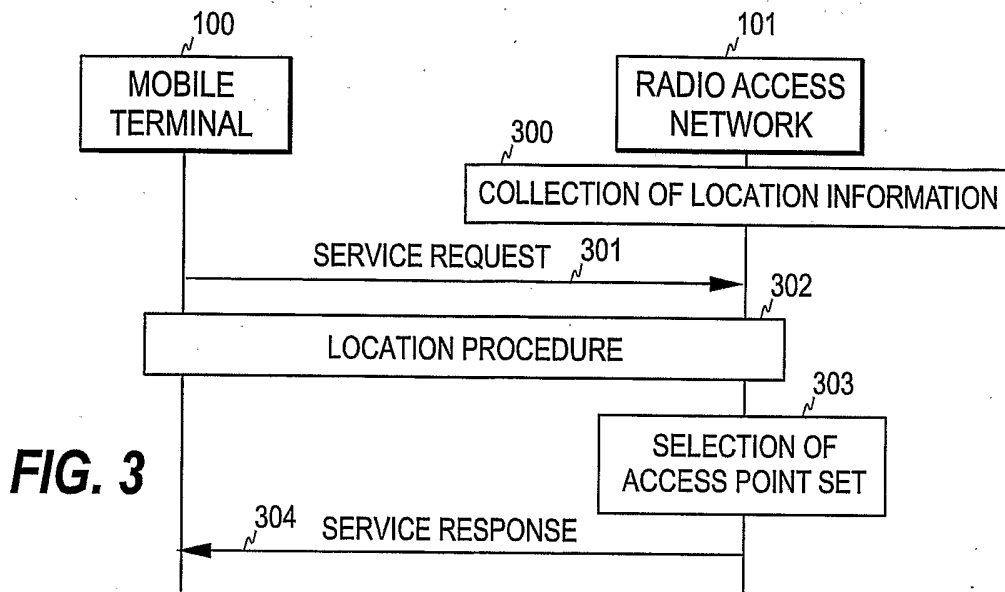 100
101
MOBILE
TERMINAL
RADIO ACCESS
NETWORK
300
COLLECTION OF LOCATION INFORMATION
SERVICE REQUEST
301
302
LOCATION PROCEDURE
303
SELECTION OF
ACCESS POINT SET
FIG. 3
304
SERVICE RESPONSE